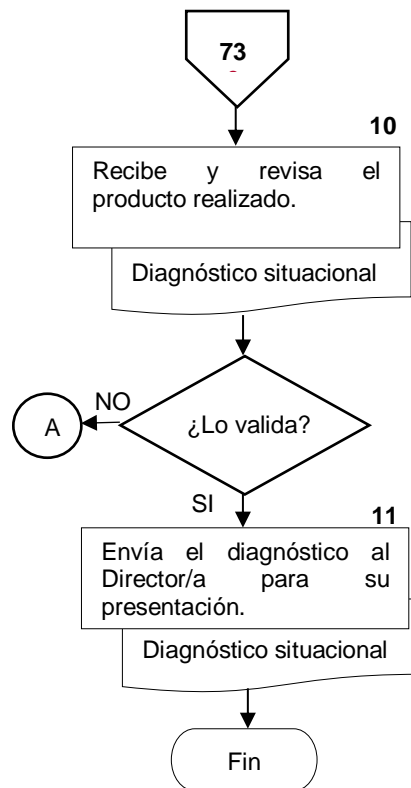 73
10
Recibe y revisa el
producto realizado.
Diagnóstico situacional
¿Lo valida?
NO
A
SI
11
Envía el diagnóstico al
Director/a para su
presentación.
Diagnóstico situacional
Fin